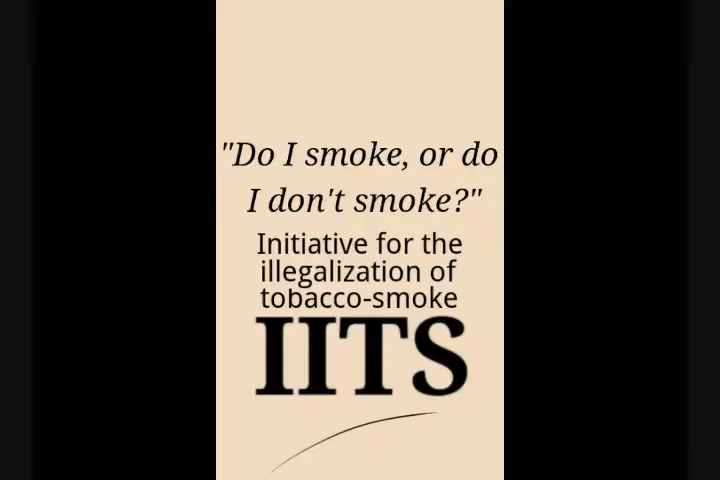 "Do I smoke, or do
I don't smoke?"
Initiative for the
illegalization of
tobacco-smoke
IITS